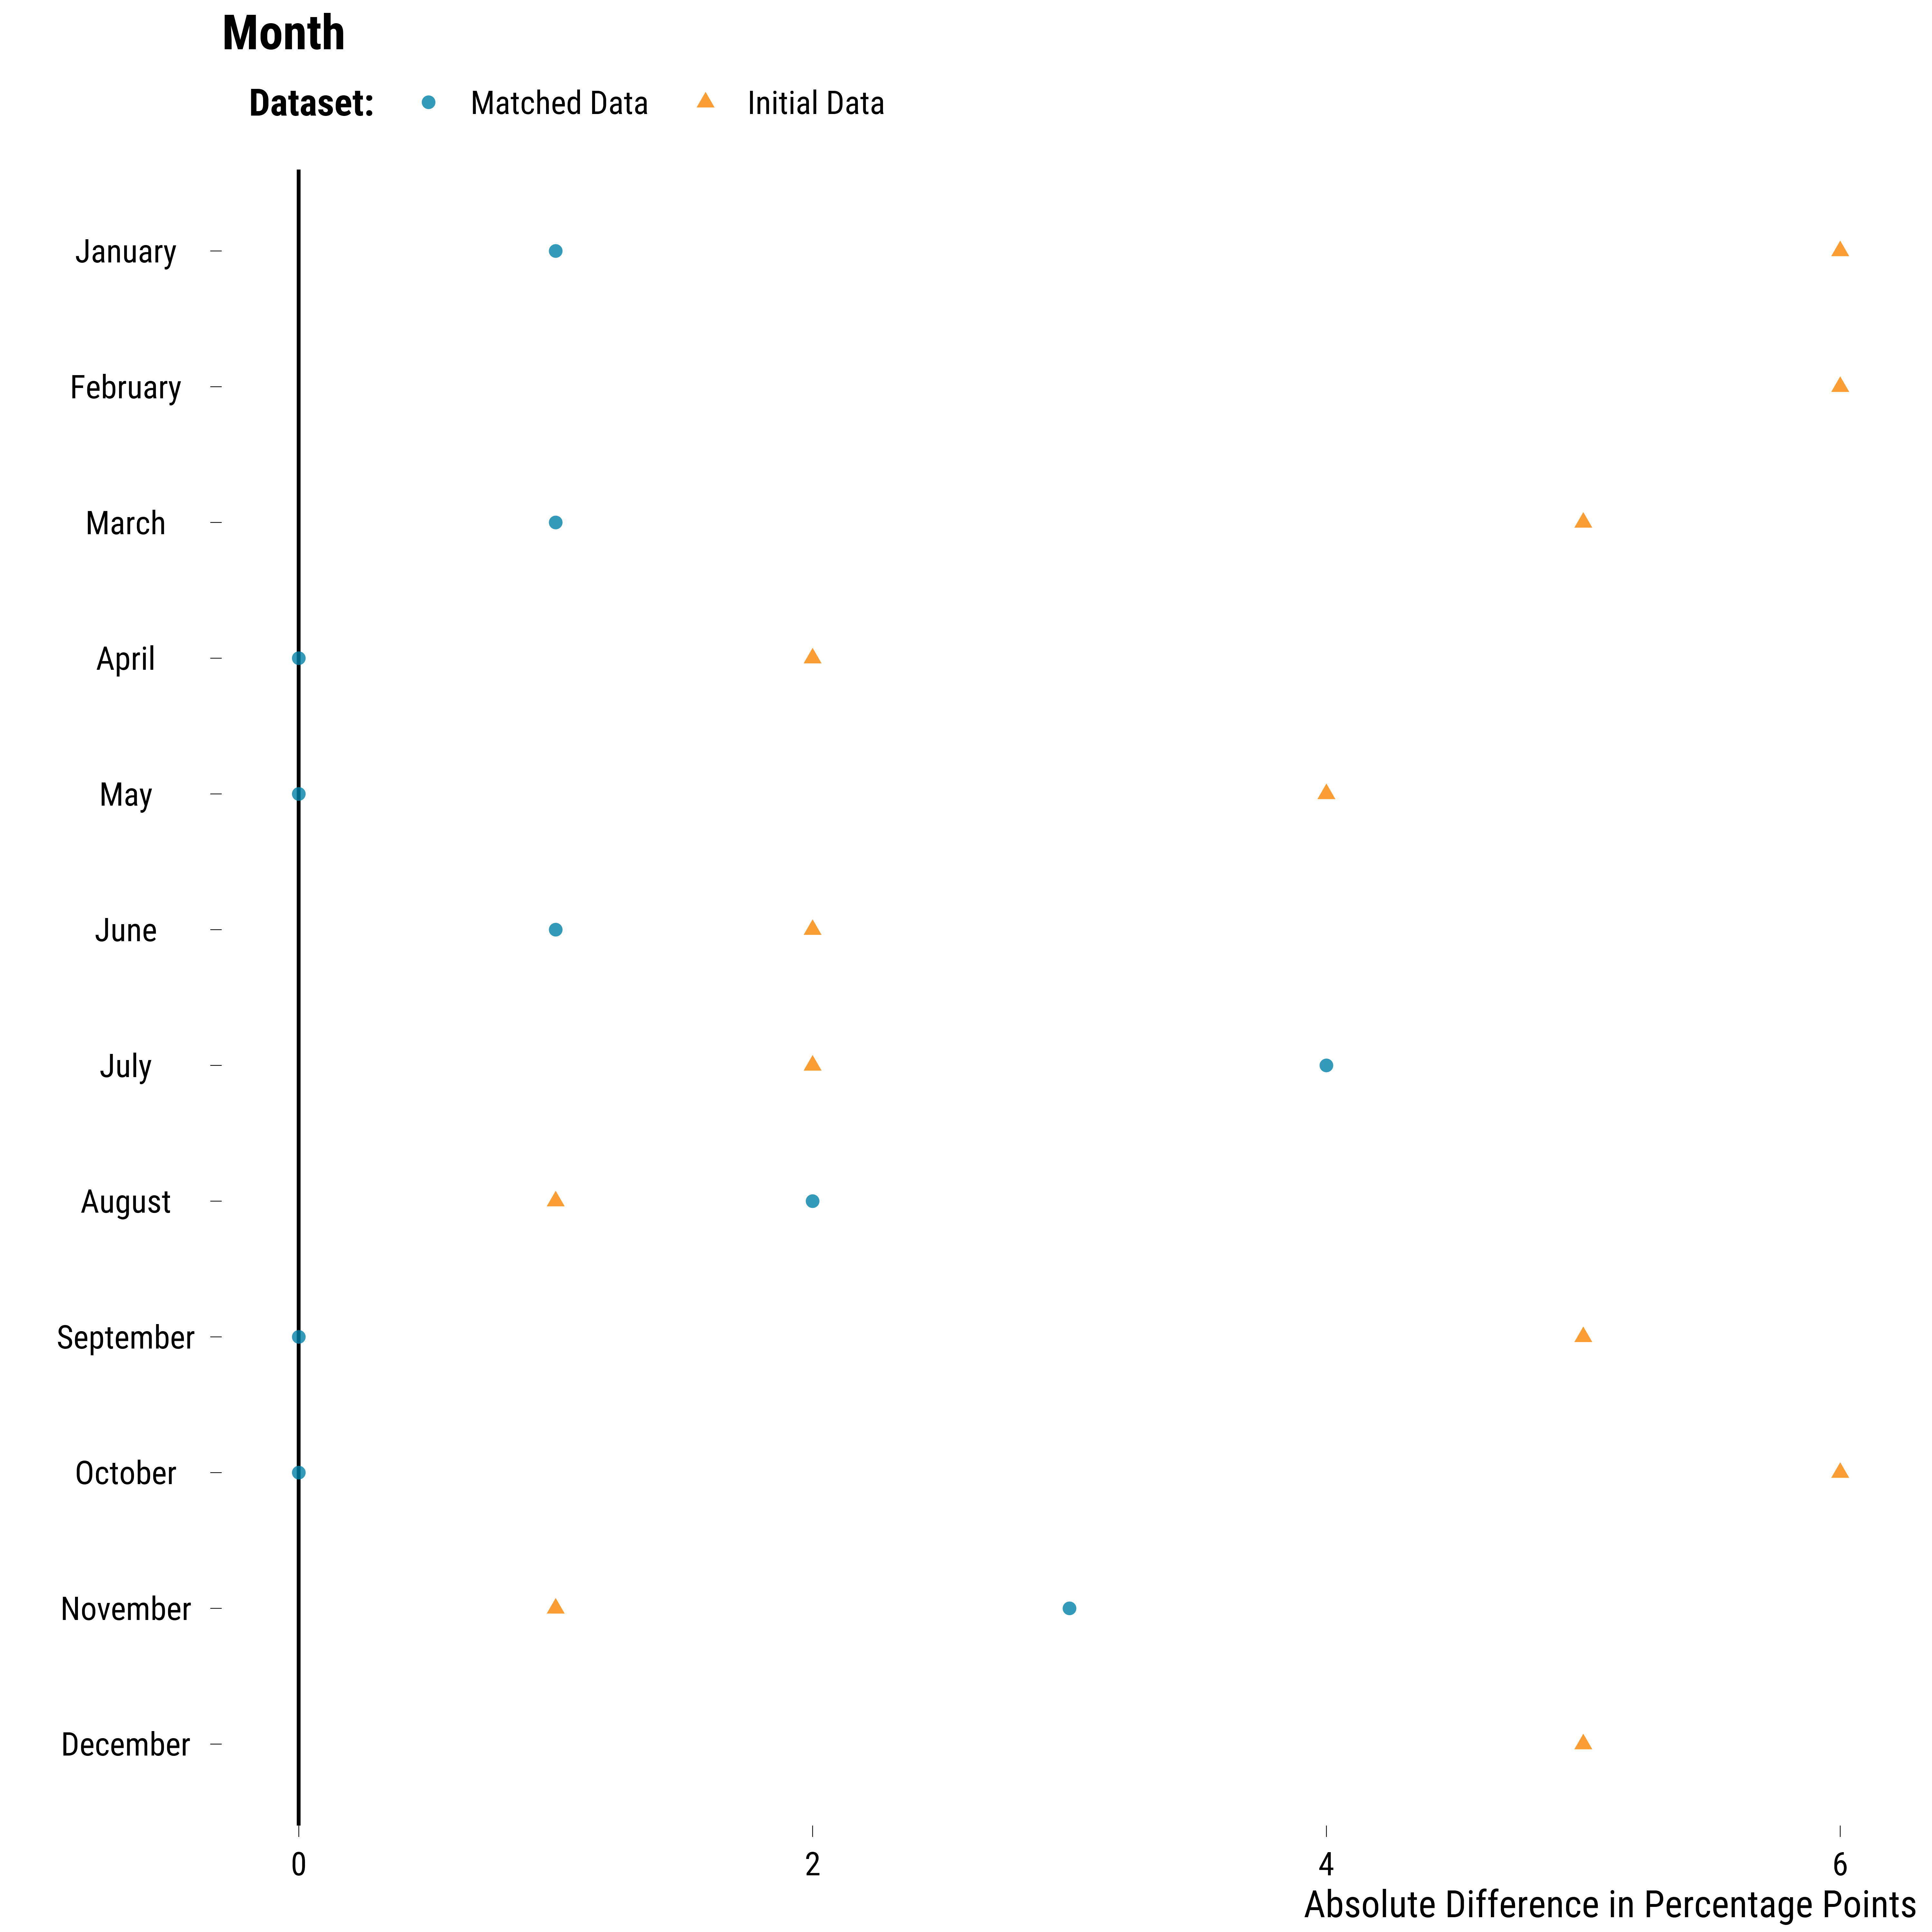 Month
Dataset: Matched Data Initial Data
January
February
March
April
May
June
July
August
September
October
November
December
0 2 4 6
Absolute Difference in Percentage Points